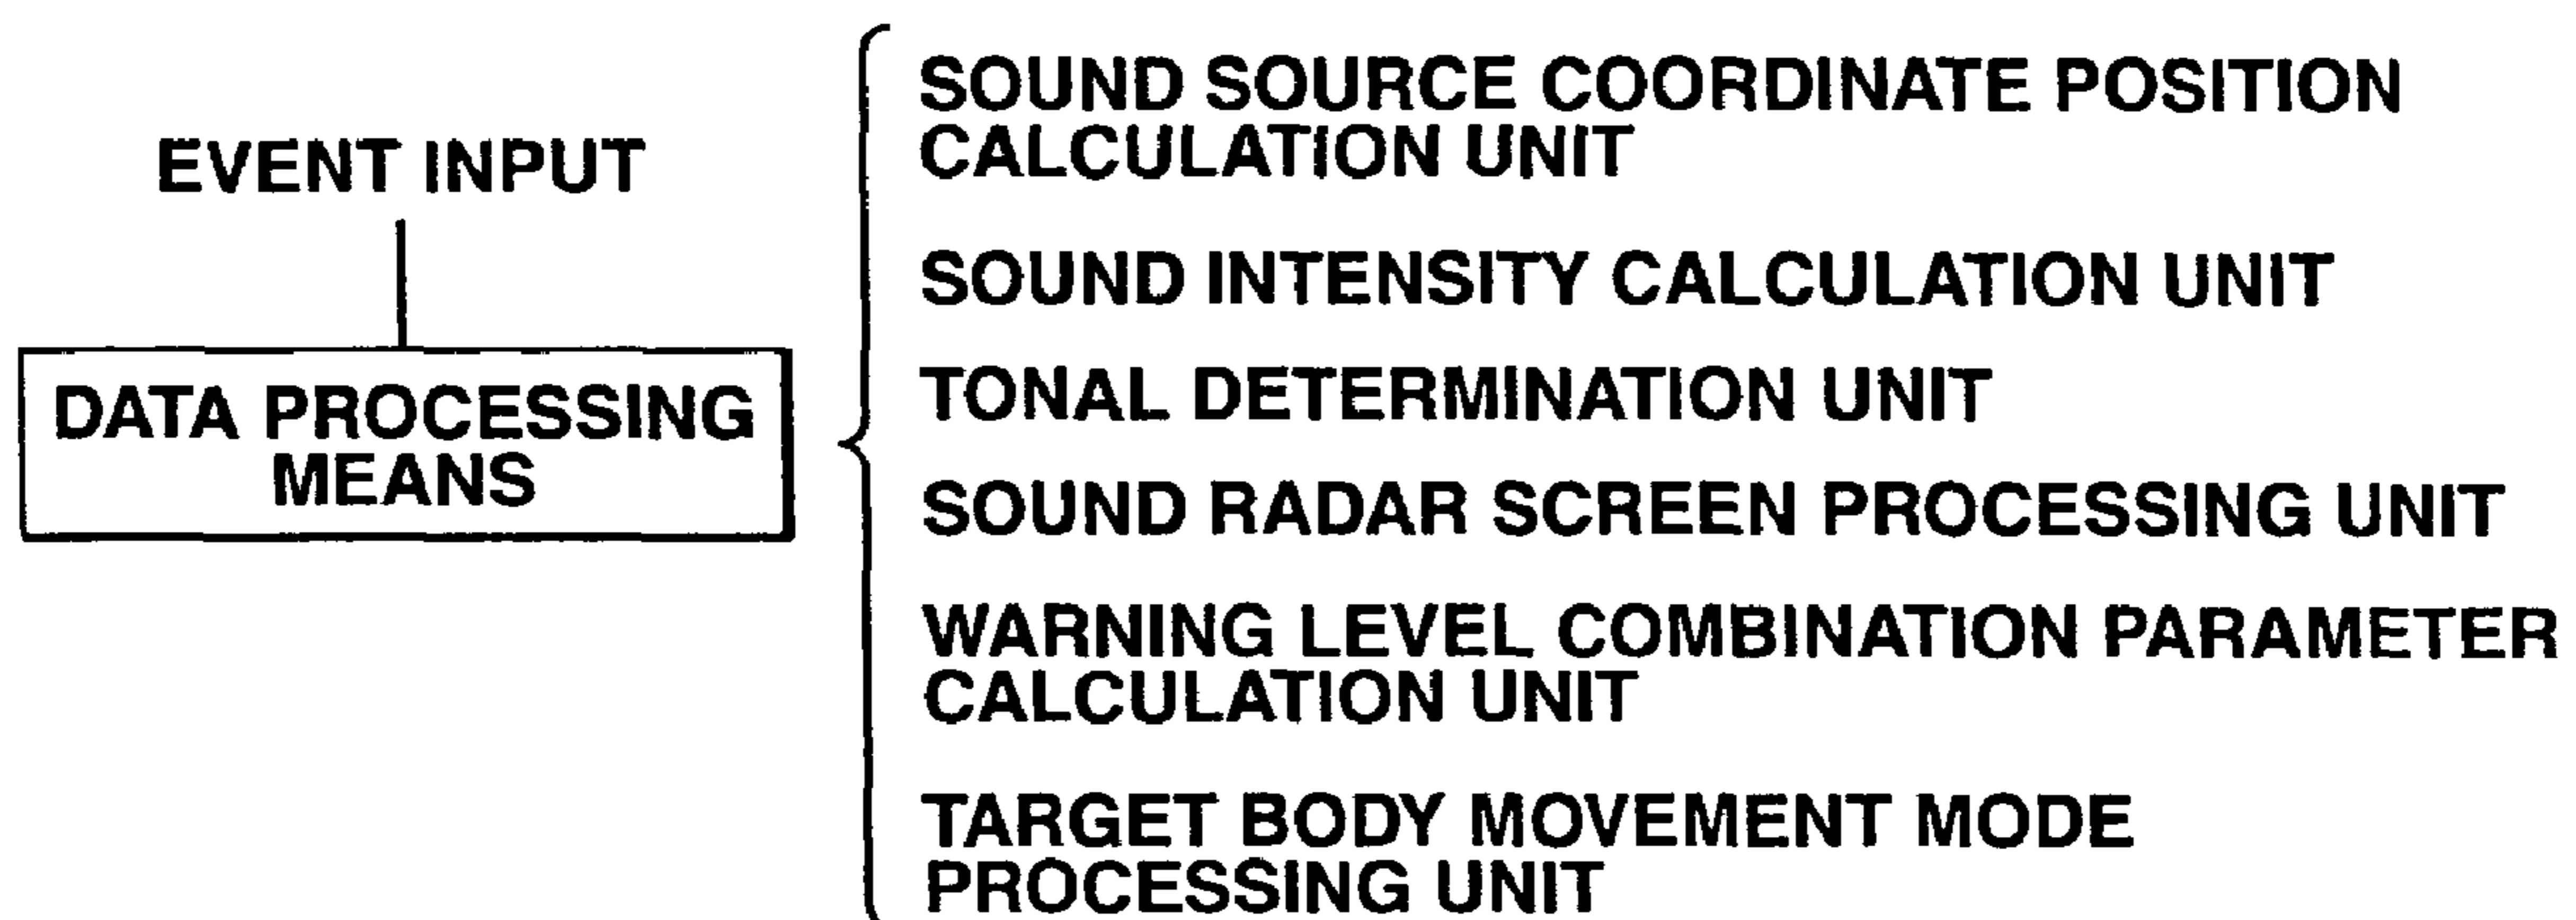 EVENT INPUT
DATA PROCESSING
MEANS
SOUND SOURCE COORDINATE POSITION
CALCULATION UNIT
SOUND INTENSITY CALCULATION UNIT
TONAL DETERMINATION UNIT
SOUND RADAR SCREEN PROCESSING UNIT
WARNING LEVEL COMBINATION PARAMETER
CALCULATION UNIT
TARGET BODY MOVEMENT MODE
PROCESSING UNIT